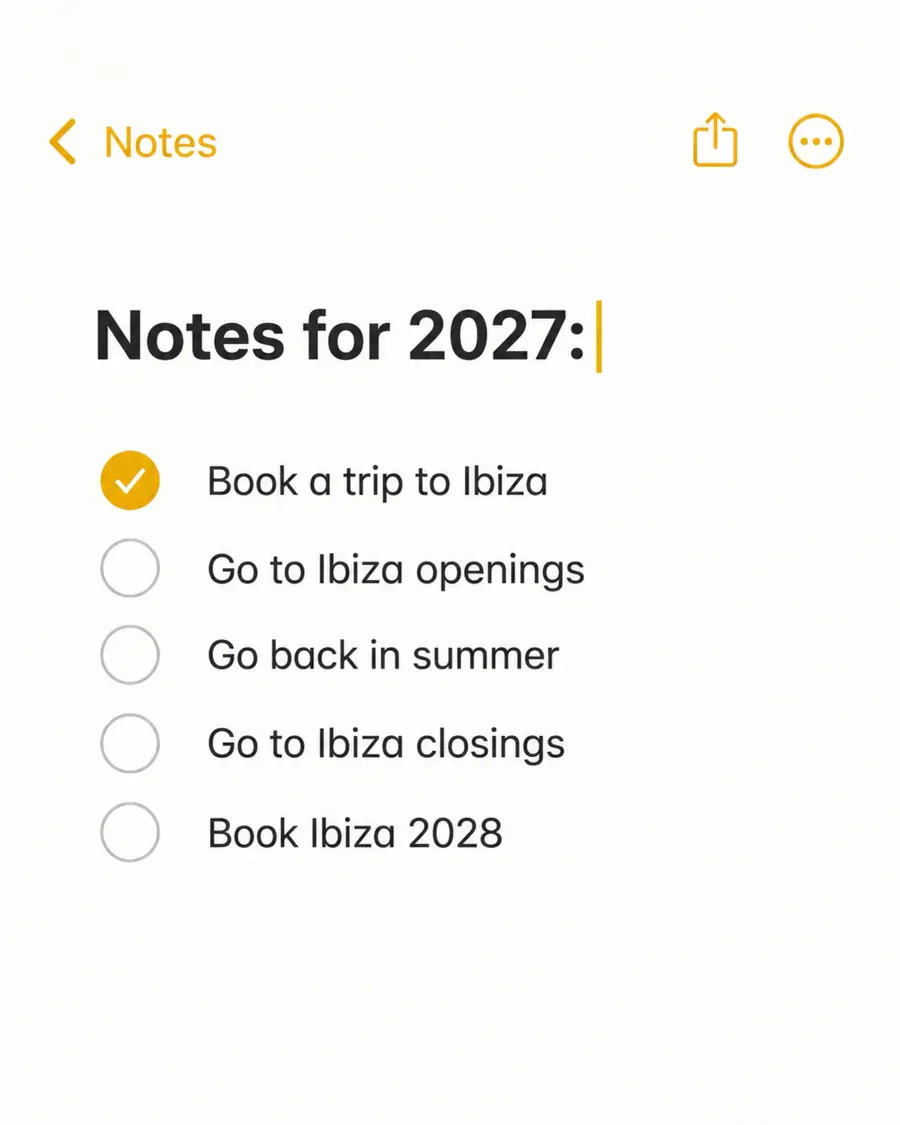 Notes
Notes for 2027:
Book a trip to Ibiza
Go to Ibiza openings
Go back in summer
Go to Ibiza closings
Book Ibiza 2028